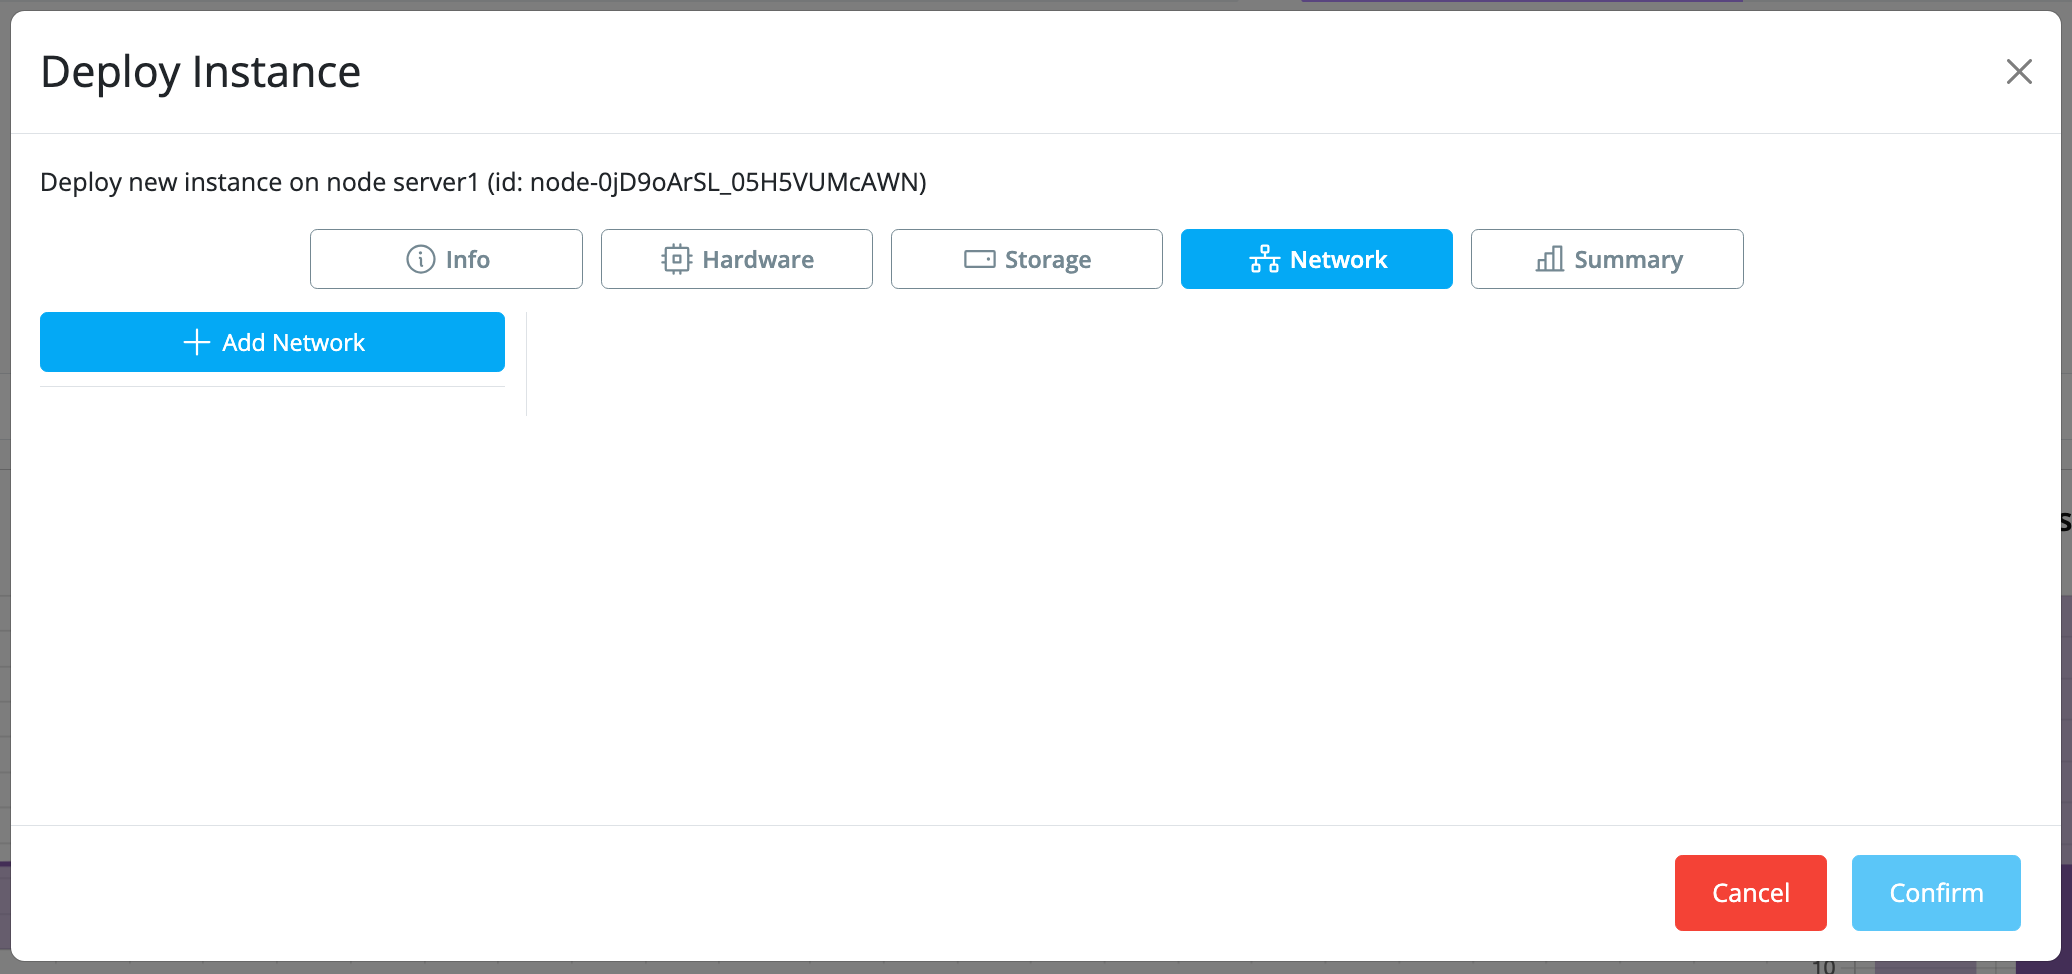 Deploy Instance
Deploy new instance on node server1 (id: node-0jD9oArSL_05H5VUMcAWN)
Info
Hardware
Storage
Network
Summary
Add Network
s
Cancel
Confirm
10